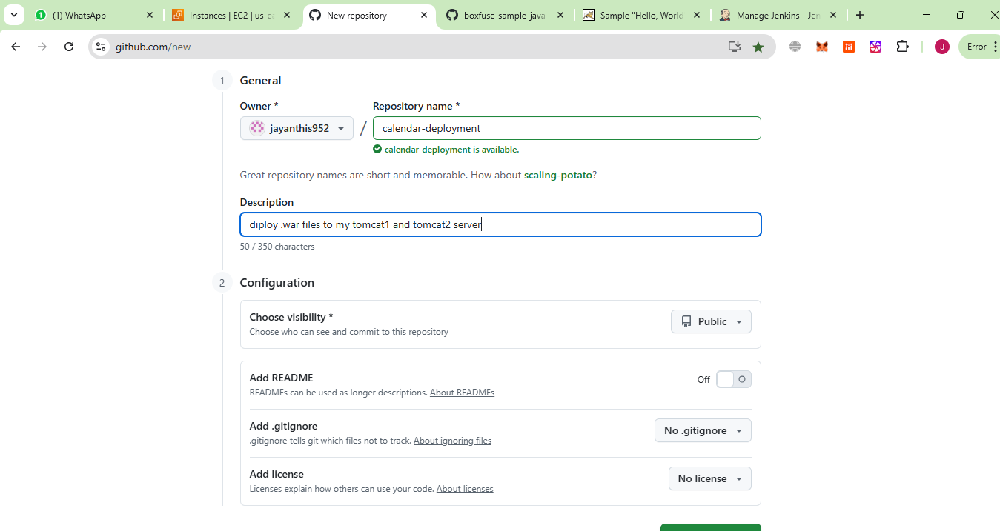 (1) WhatsApp
Instances | EC2 | us-ea
New repository
boxfuse-sample-java-
Sample "Hello, World
Manage Jenkins - Jen
github.com/new
J
Error
1 General
Owner * Repository name *
jayanthis952 / calendar-deployment
calendar-deployment is available.
Great repository names are short and memorable. How about scaling-potato?
Description
diploy .war files to my tomcat1 and tomcat2 server
50 / 350 characters
2 Configuration
Choose visibility * Public
Choose who can see and commit to this repository
Add README Off
READMEs can be used as longer descriptions. About READMEs
Add .gitignore No .gitignore
.gitignore tells git which files not to track. About ignoring files
Add license No license
Licenses explain how others can use your code. About licenses